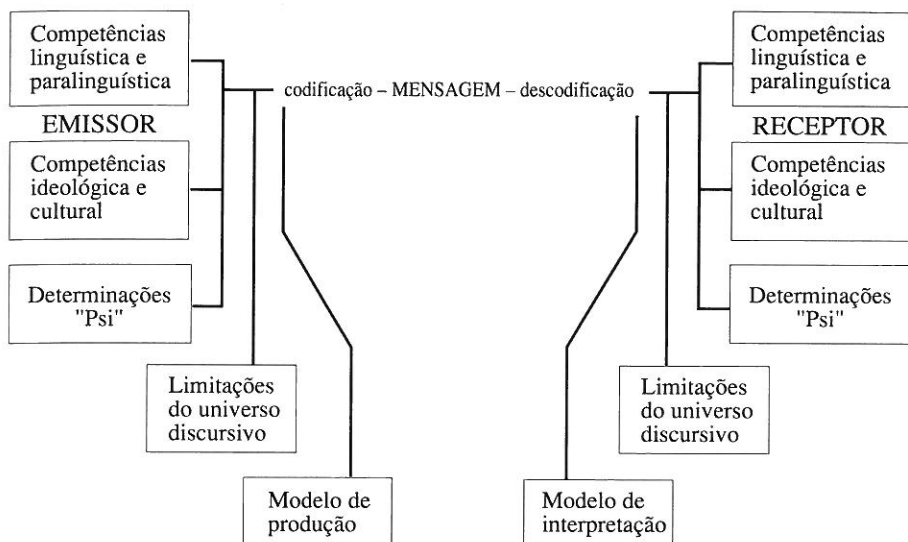 Competências
linguística e
paralinguística
EMISSOR
Competências
ideológica e
cultural
Determinações
"Psi"
Limitações
do universo
discursivo
Modelo de
produção
codificação – MENSAGEM – descodificação
Competências
linguística e
paralinguística
RECEPTOR
Competências
ideológica e
cultural
Determinações
"Psi"
Limitações
do universo
discursivo
Modelo de
interpretação